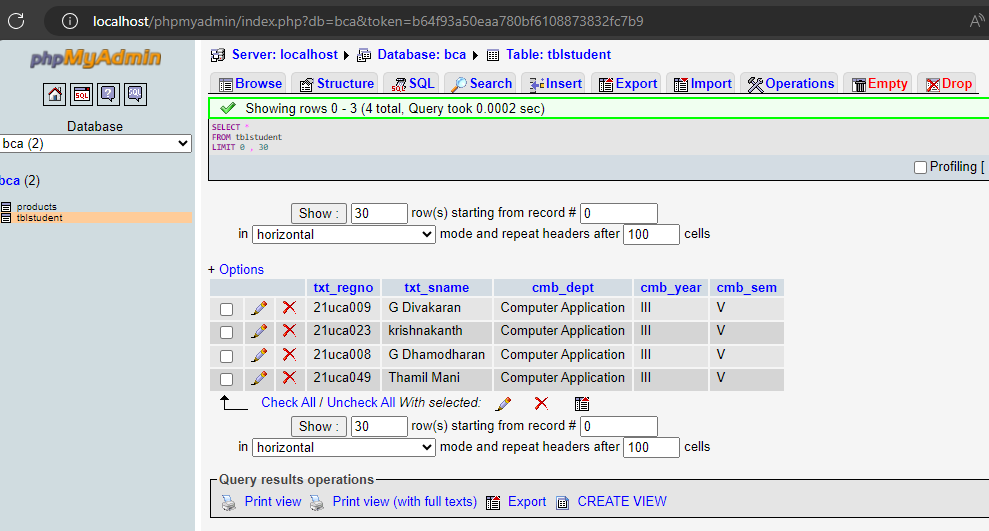 localhost/phpmyadmin/index.php?db=bca&token=b64f93a50eaa780bf6108873832fc7b9
phpMyAdmin
Database
bca (2)
bca (2)
products
tblstudent
Server: localhost Database: bca Table: tblstudent
Browse Structure SQL Search Insert Export Import Operations Empty Drop
Showing rows 0 - 3 (4 total, Query took 0.0002 sec)
SELECT *
FROM tblstudent
LIMIT 0 , 30
Profiling [
Show : 30 row(s) starting from record # 0
in horizontal mode and repeat headers after 100 cells
+ Options
txt_regno txt_sname cmb_dept cmb_year cmb_sem
21uca009 G Divakaran Computer Application III V
21uca023 krishnakanth Computer Application III V
21uca008 G Dhamodharan Computer Application III V
21uca049 Thamil Mani Computer Application III V
Check All / Uncheck All With selected:
Show : 30 row(s) starting from record # 0
in horizontal mode and repeat headers after 100 cells
Query results operations
Print view Print view (with full texts) Export CREATE VIEW